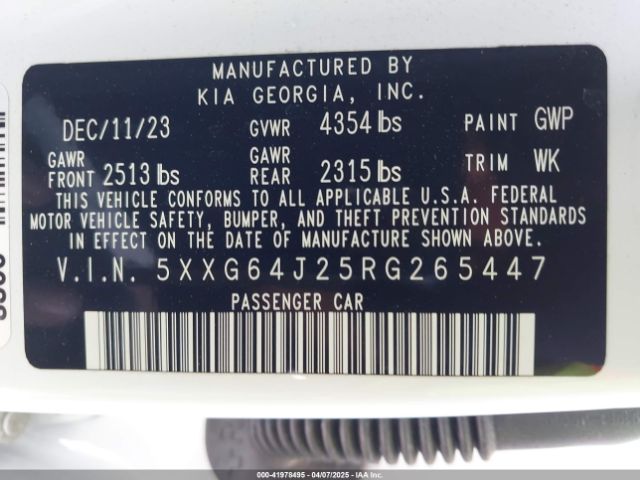 MANUFACTURED BY
KIA GEORGIA, INC.
DEC/11/23 GVWR 4354 lbs PAINT GWP
GAWR FRONT 2513 lbs GAWR REAR 2315 lbs TRIM WK
THIS VEHICLE CONFORMS TO ALL APPLICABLE U.S.A. FEDERAL
MOTOR VEHICLE SAFETY, BUMPER, AND THEFT PREVENTION STANDARDS
IN EFFECT ON THE DATE OF MANUFACTURE SHOWN ABOVE.
V.I.N. 5XXG64J25RG265447
PASSENGER CAR
000-41978495 - 04/07/2025 - IAA Inc.